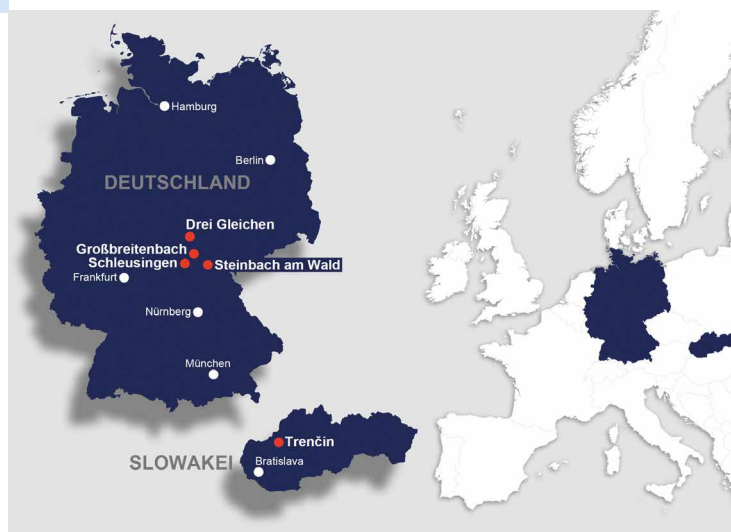 Hamburg
Berlin
DEUTSCHLAND
Drei Gleichen
Großbreitenbach
Schleusingen
Steinbach am Wald
Frankfurt
Nürnberg
München
Trenčin
SLOWAKEI
Bratislava